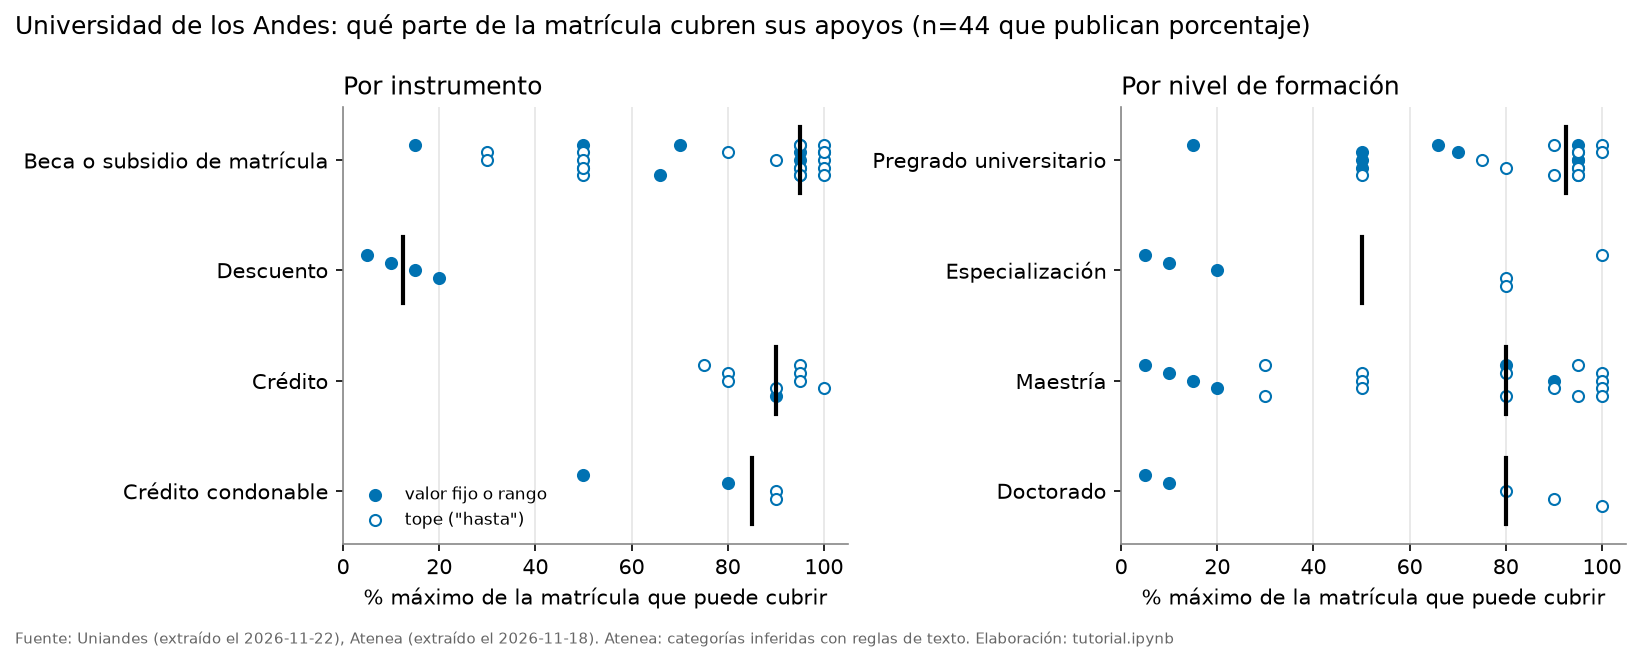 Universidad de los Andes: qué parte de la matrícula cubren sus apoyos (n=44 que publican porcentaje)
Por instrumento
Beca o subsidio de matrícula
Descuento
Crédito
Crédito condonable
valor fijo o rango
tope ("hasta")
0 20 40 60 80 100
% máximo de la matrícula que puede cubrir
Por nivel de formación
Pregrado universitario
Especialización
Maestría
Doctorado
0 20 40 60 80 100
% máximo de la matrícula que puede cubrir
Fuente: Uniandes (extraído el 2026-11-22), Atenea (extraído el 2026-11-18). Atenea: categorías inferidas con reglas de texto. Elaboración: tutorial.ipynb